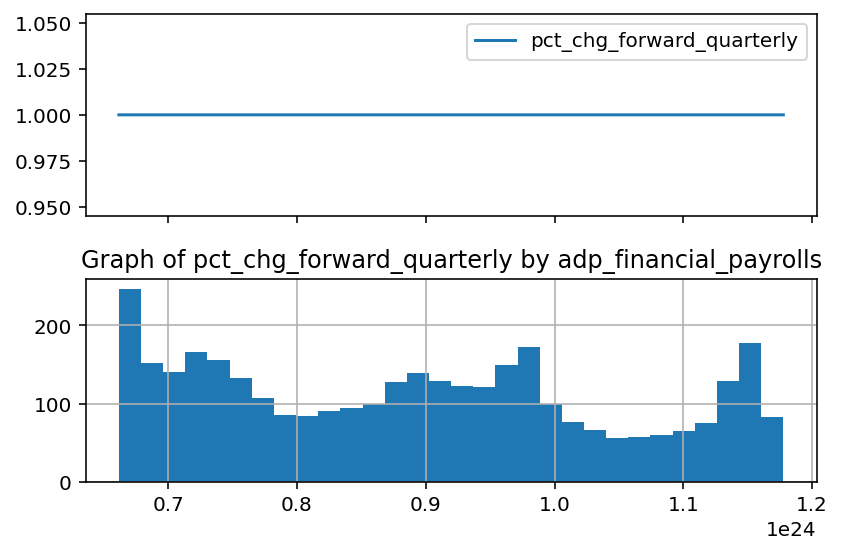 1.050
1.025
1.000
0.975
0.950
pct_chg_forward_quarterly
Graph of pct_chg_forward_quarterly by adp_financial_payrolls
200
100
0
0.7 0.8 0.9 1.0 1.1 1.2
1e24